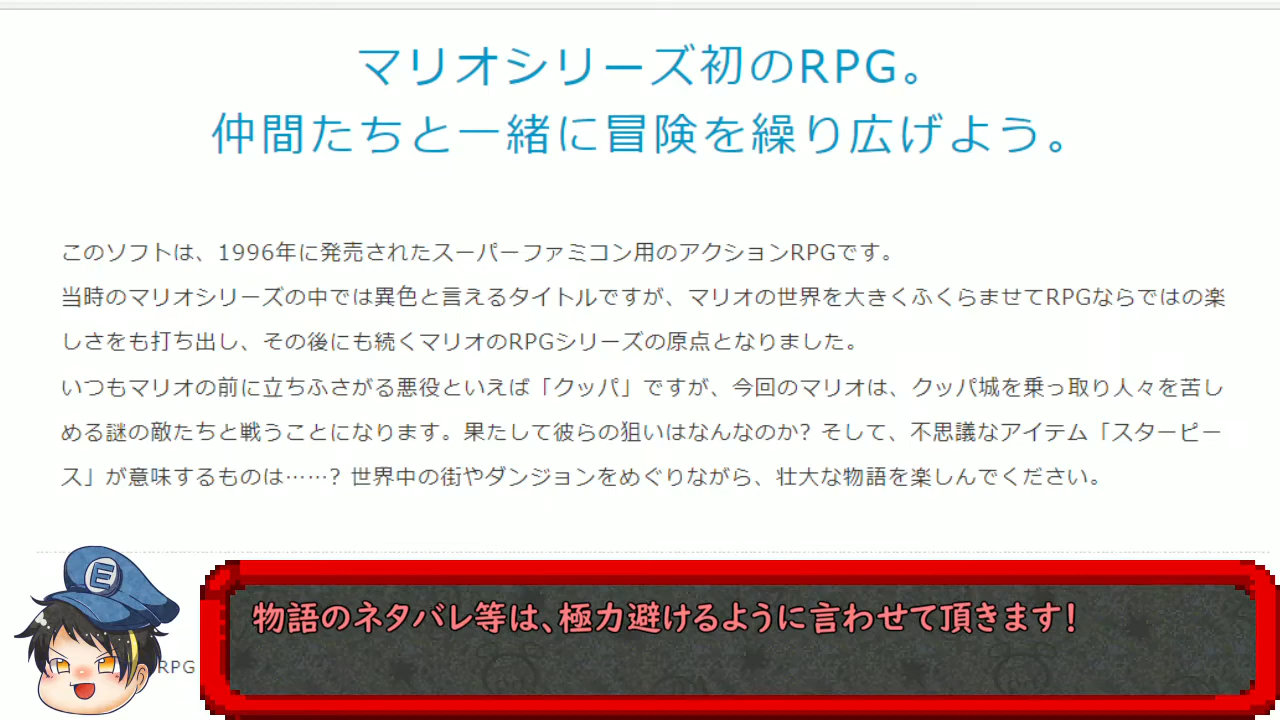 マリオシリーズ初のRPG。
仲間たちと一緒に冒険を繰り広げよう。
このソフトは、1996年に発売されたスーパーファミコン用のアクションRPGです。
当時のマリオシリーズの中では異色と言えるタイトルですが、マリオの世界を大きくふくらませてRPGならではの楽
しさをも打ち出し、その後にも続くマリオのRPGシリーズの原点となりました。
いつもマリオの前に立ちふさがる悪役といえば「クッパ」ですが、今回のマリオは、クッパ城を乗っ取り人々を苦し
める謎の敵たちと戦うことになります。果たして彼らの狙いはなんなのか？そして、不思議なアイテム「スターピー
ス」が意味するものは……？世界中の街やダンジョンをめぐりながら、壮大な物語を楽しんでください。
E
RPG
物語のネタバレ等は、極力避けるように言わせて頂きます！